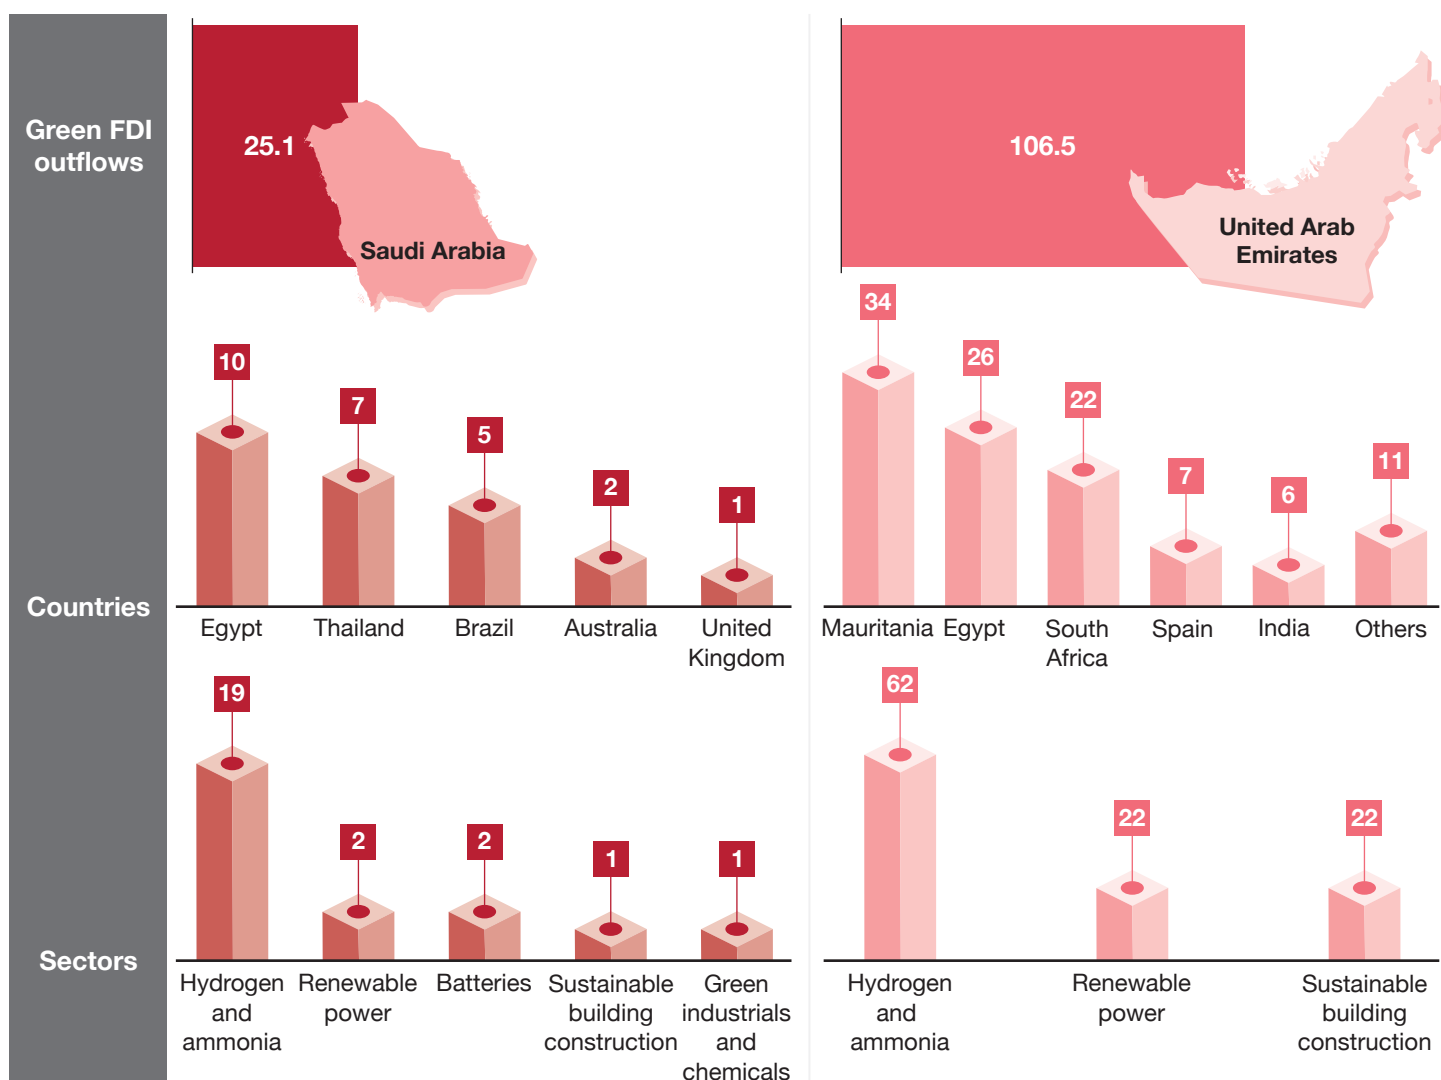 Green FDI
outflows
25.1
Saudi Arabia
106.5
United Arab
Emirates
Countries
10
7
5
2
1
Egypt
Thailand
Brazil
Australia
United
Kingdom
34
26
22
7
6
11
Mauritania
Egypt
South
Africa
Spain
India
Others
Sectors
19
2
2
1
1
Hydrogen
and
ammonia
Renewable
power
Batteries
Sustainable
building
construction
Green
industrials
and
chemicals
62
22
22
Hydrogen
and
ammonia
Renewable
power
Sustainable
building
construction